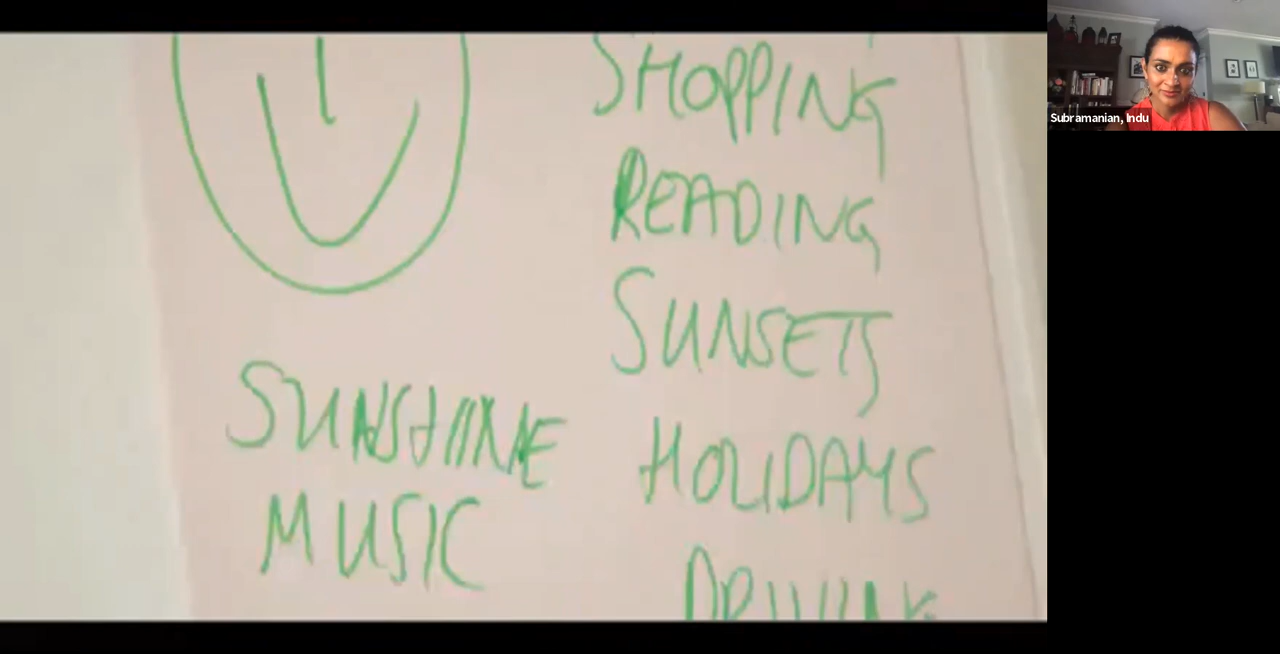 SUNSHINE
MUSIC
SHOPPING
READING
SUNSETS
HOLIDAYS
Subramanian, Indu